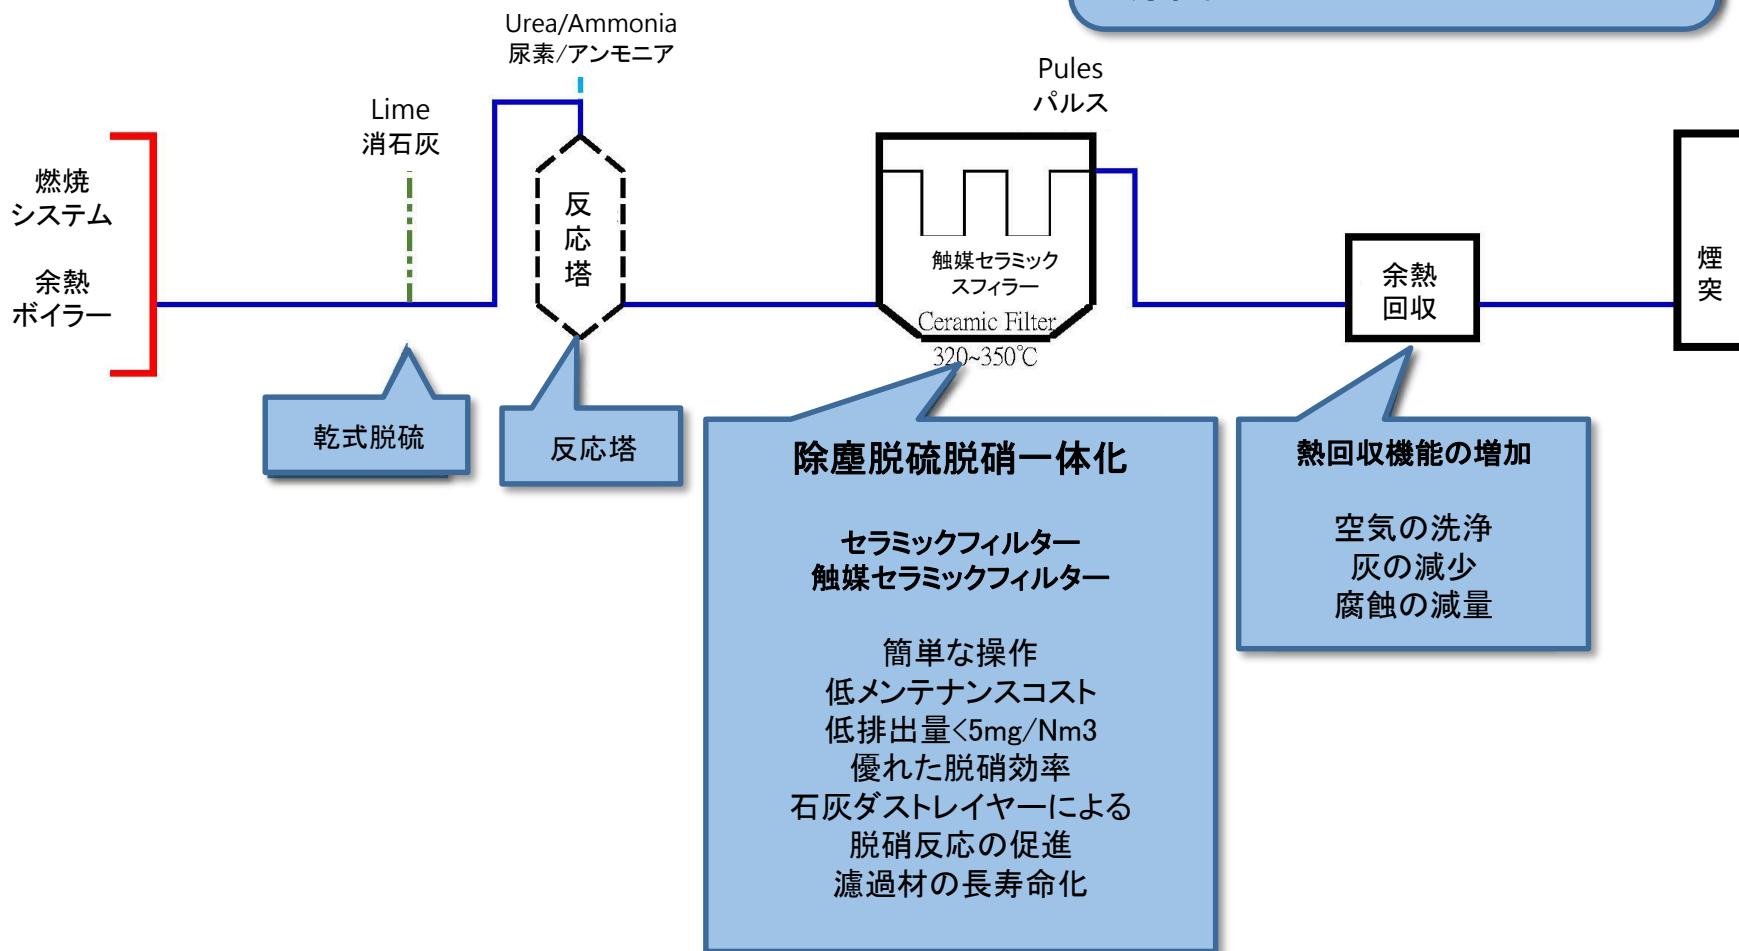 Urea/Ammonia
尿素/アンモニア
Lime
消石灰
Pules
パルス
燃焼
システム
余熱
ボイラー
反
応
塔
触媒セラミック
スフィラー
Ceramic Filter
320~350℃
余熱
回収
煙
突
乾式脱硫
反応塔
除塵脱硫脱硝一体化
セラミックフィルター
触媒セラミックフィルター
簡単な操作
低メンテナンスコスト
低排出量<5mg/Nm3
優れた脱硝効率
石灰ダストレイヤーによる
脱硝反応の促進
濾過材の長寿命化
熱回収機能の増加
空気の洗浄
灰の減少
腐蝕の減量